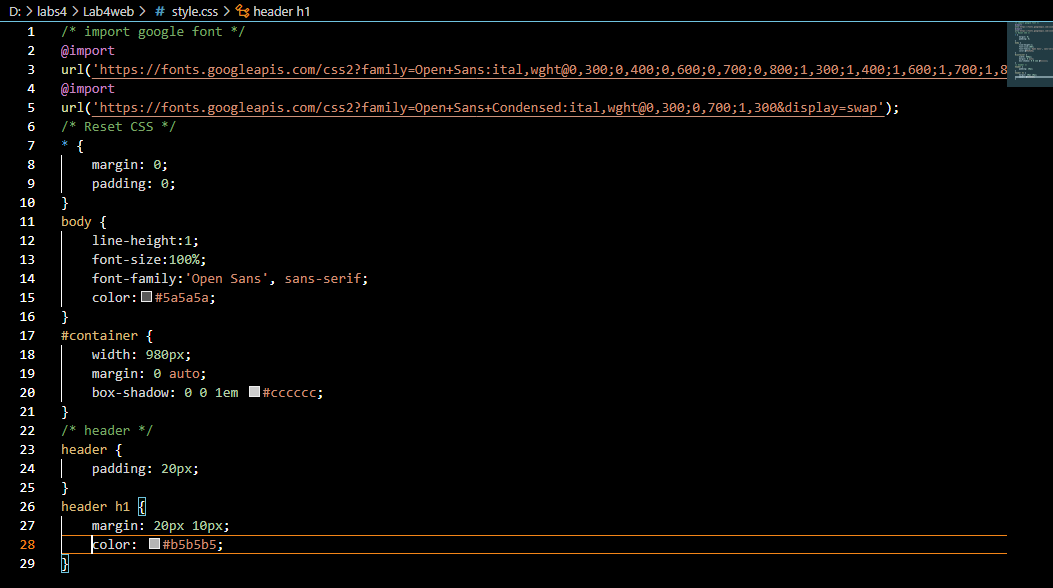 D: > labs4 > Lab4web > # style.css > header h1
1 /* import google font */
2 @import
3 url('https://fonts.googleapis.com/css2?family=Open+Sans:ital,wght@0,300;0,400;0,600;0,700;0,800;1,300;1,400;1,600;1,700;1,8
4 @import
5 url('https://fonts.googleapis.com/css2?family=Open+Sans+Condensed:ital,wght@0,300;0,700;1,300&display=swap');
6 /* Reset CSS */
7 * {
8 margin: 0;
9 padding: 0;
10 }
11 body {
12 line-height:1;
13 font-size:100%;
14 font-family:'Open Sans', sans-serif;
15 color:#5a5a5a;
16 }
17 #container {
18 width: 980px;
19 margin: 0 auto;
20 box-shadow: 0 0 1em #cccccc;
21 }
22 /* header */
23 header {
24 padding: 20px;
25 }
26 header h1 {
27 margin: 20px 10px;
28 color: #b5b5b5;
29 }